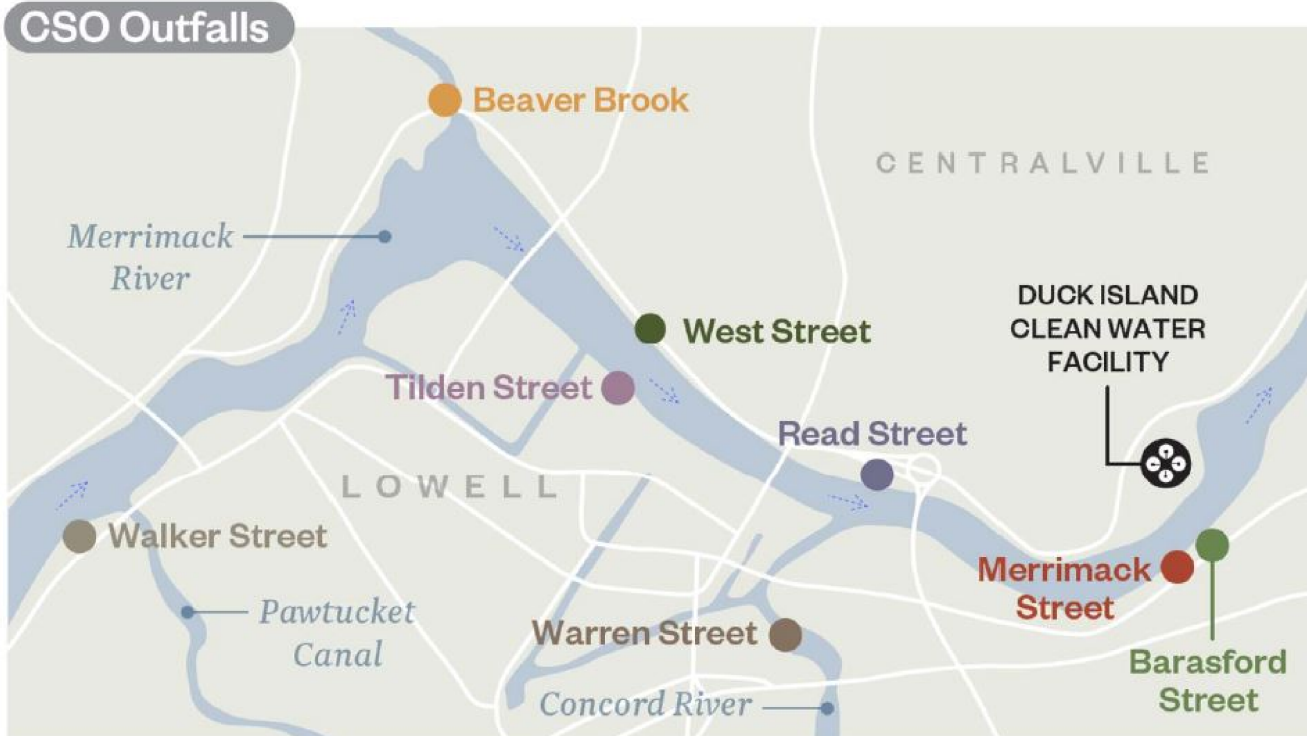 CSO Outfalls
Beaver Brook
CENTRALVILLE
Merrimack
River
DUCK ISLAND
CLEAN WATER
FACILITY
West Street
Tilden Street
Read Street
LOWELL
Walker Street
Merrimack
Street
Pawtucket
Canal
Warren Street
Barasford
Street
Concord River